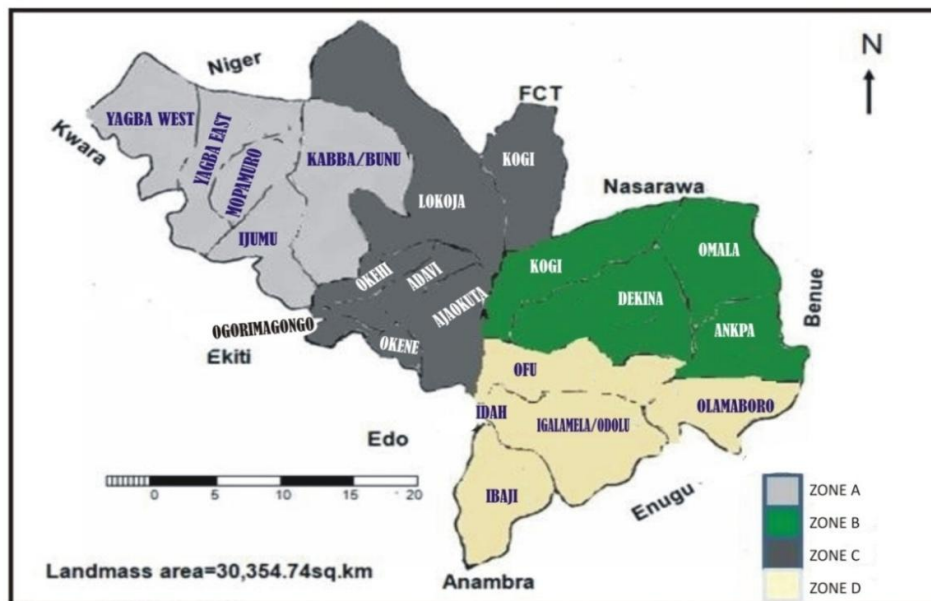 N
Niger
FCT
Kwara
YAGBA WEST
YAGBA EAST
MOPAMURO
KABBA/BUNU
IJUMU
KOGI
LOKOJA
Nasarawa
OMALA
KOGI
OKEHI
ADAVI
AJAOKUTA
DEKINA
ANKPA
Benue
OGORIMAGONGO
OKENE
Ekiti
A
OFU
IDAH
IGALAMELA/ODOLU
OLAMABORO
Edo
IBAJI
Enugu
Anambra
0 5 10 15 20
Landmass area=30,354.74sq.km
ZONE A
ZONE B
ZONE C
ZONE D